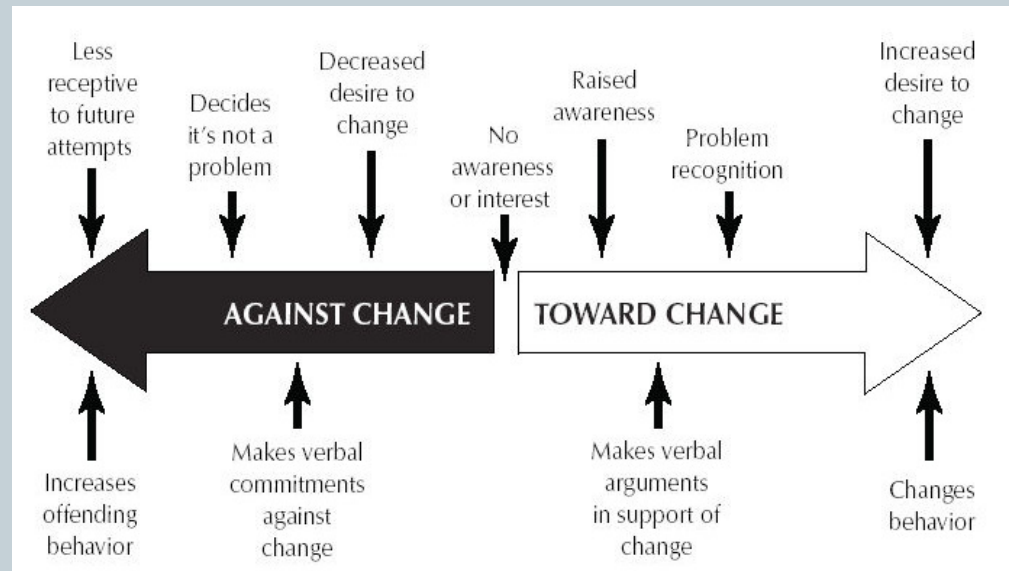 Less
receptive
to future
attempts
Decides
it's not a
problem
Decreased
desire to
change
No
awareness
or interest
Raised
awareness
Problem
recognition
Increased
desire to
change
AGAINST CHANGE
TOWARD CHANGE
Increases
offending
behavior
Makes verbal
commitments
against
change
Makes verbal
arguments
in support of
change
Changes
behavior